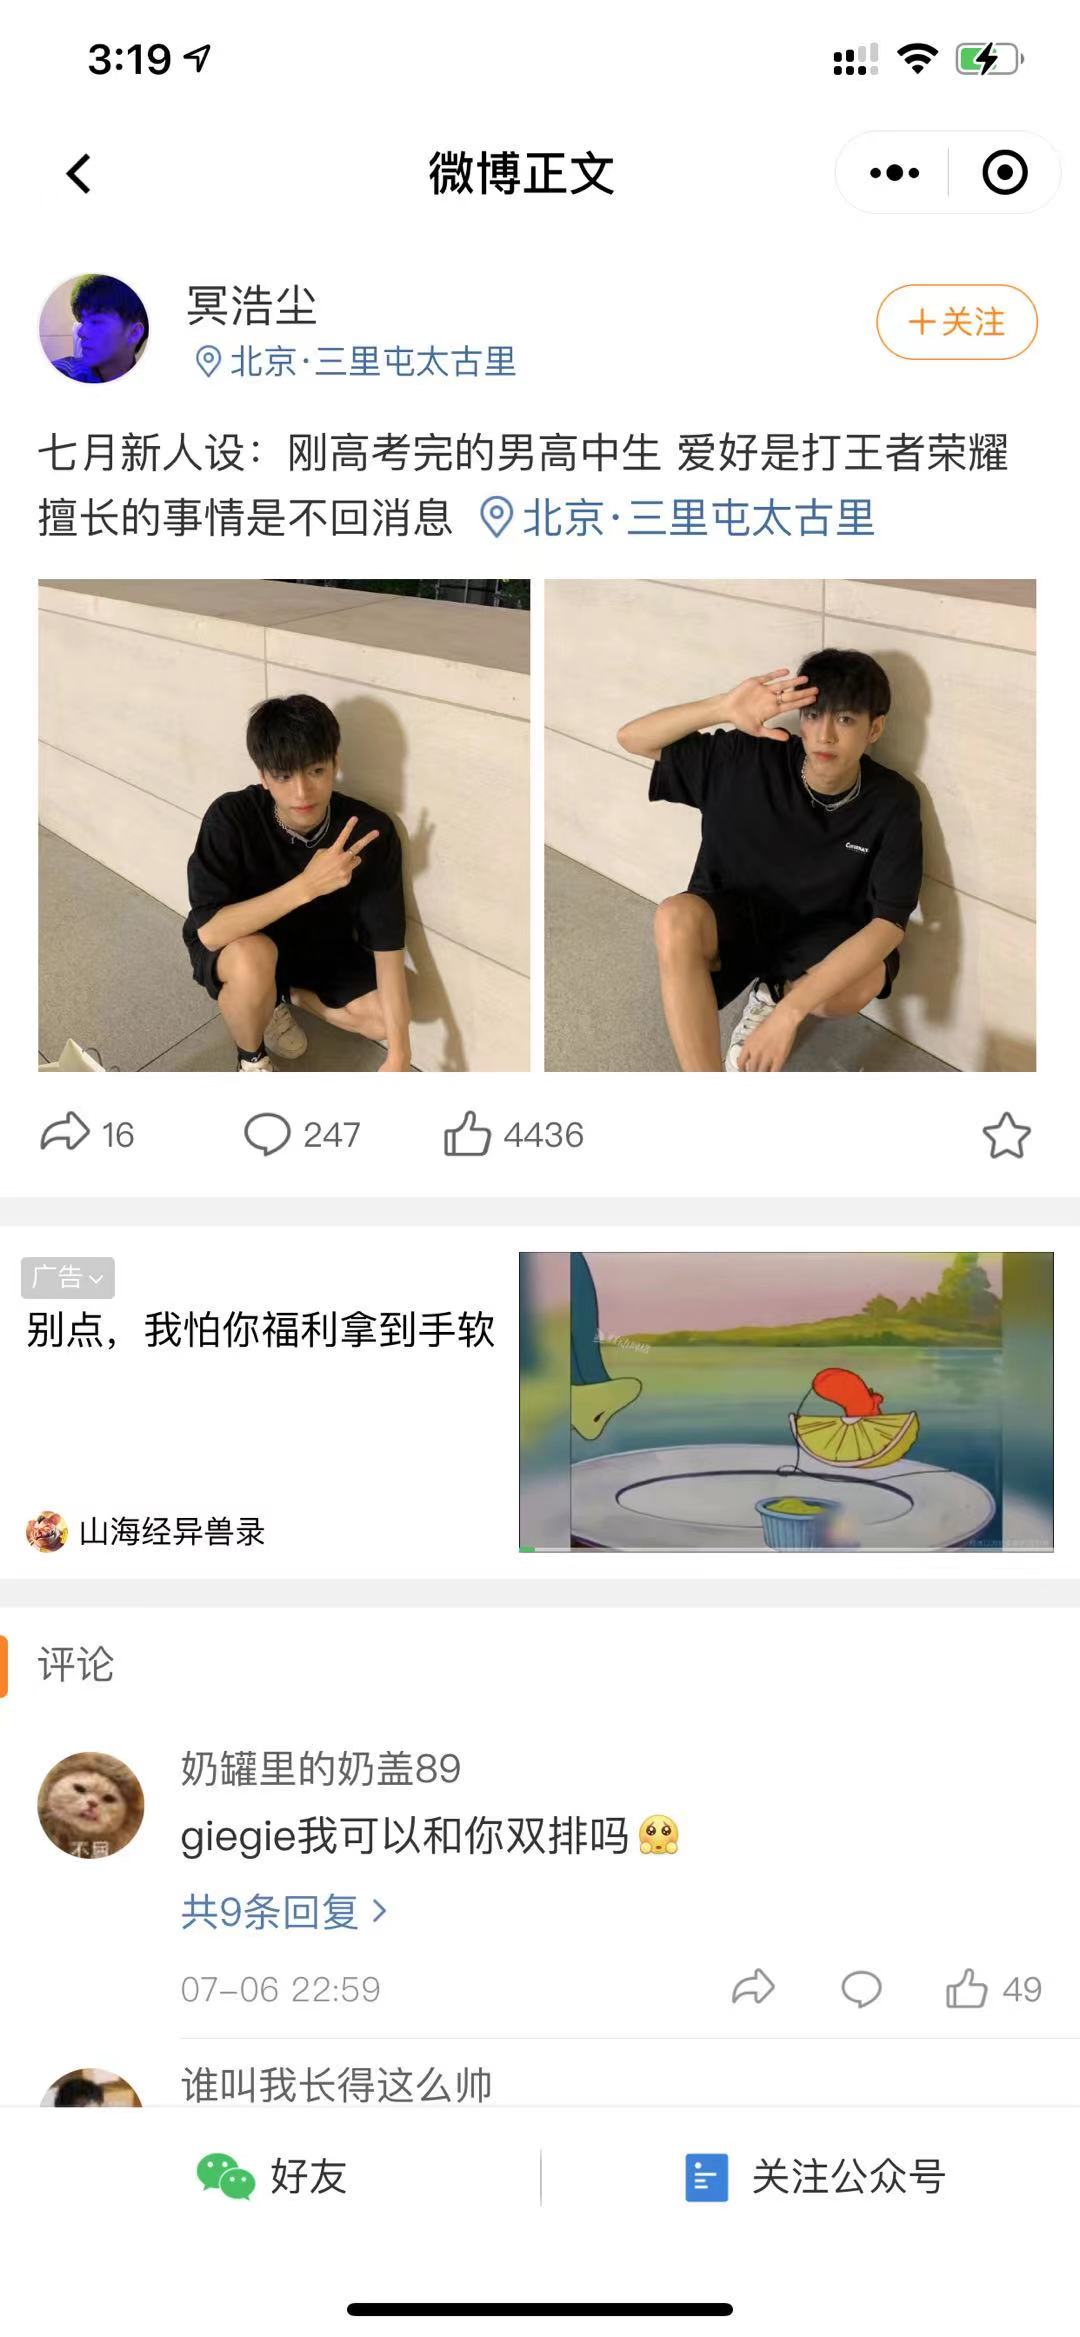 3:19
微博正文
冥浩尘
北京·三里屯太古里
+关注
七月新人设：刚高考完的男高中生 爱好是打王者荣耀
擅长的事情是不回消息 北京·三里屯太古里
16 247 4436
广告
别点，我怕你福利拿到手软
山海经异兽录
评论
奶罐里的奶盖89
giegie我可以和你双排吗
共9条回复
07-06 22:59
49
谁叫我长得这么帅
好友
关注公众号